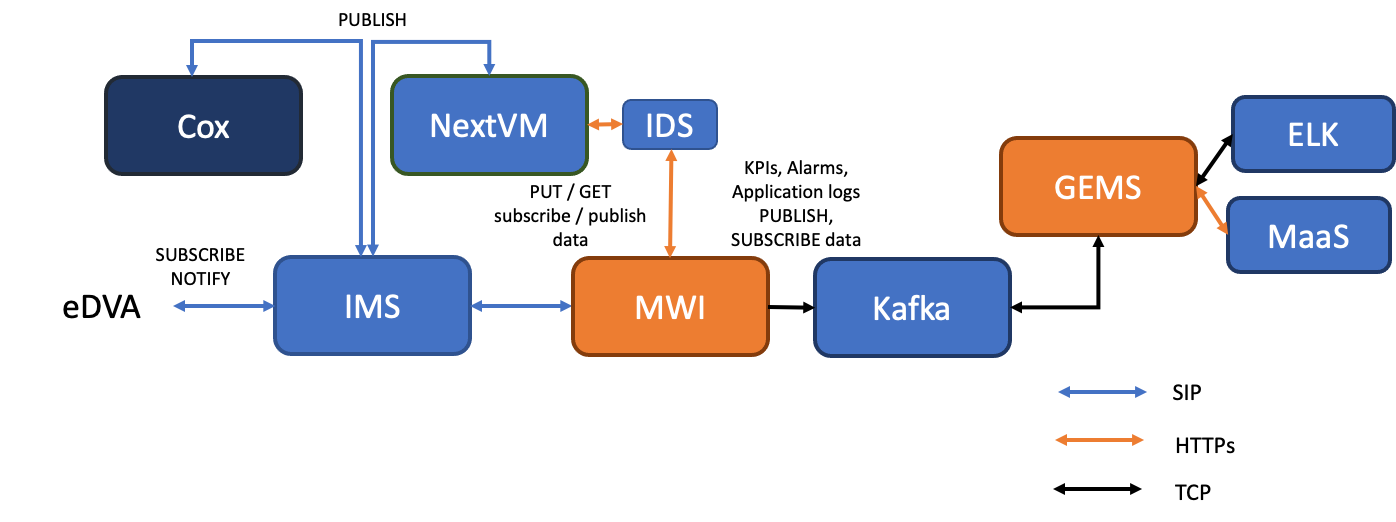 PUBLISH
Cox
NextVM
IDS
ELK
GEMS
MaaS
PUT / GET
subscribe / publish
data
KPIs, Alarms,
Application logs
PUBLISH,
SUBSCRIBE data
SUBSCRIBE
NOTIFY
eDVA
IMS
MWI
Kafka
SIP
HTTPs
TCP